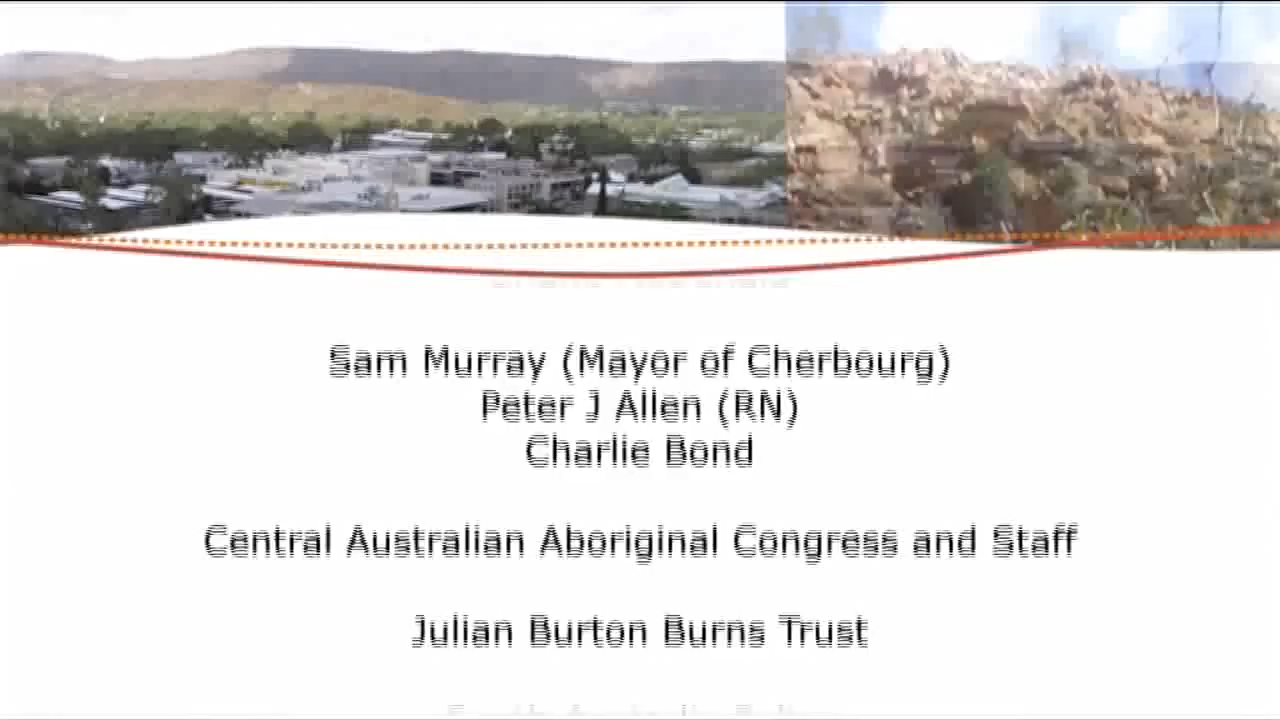 Sam Murray (Mayor of Cherbourg)
Peter J Allen (RN)
Charlie Bond
Central Australian Aboriginal Congress and Staff
Julian Burton Burns Trust